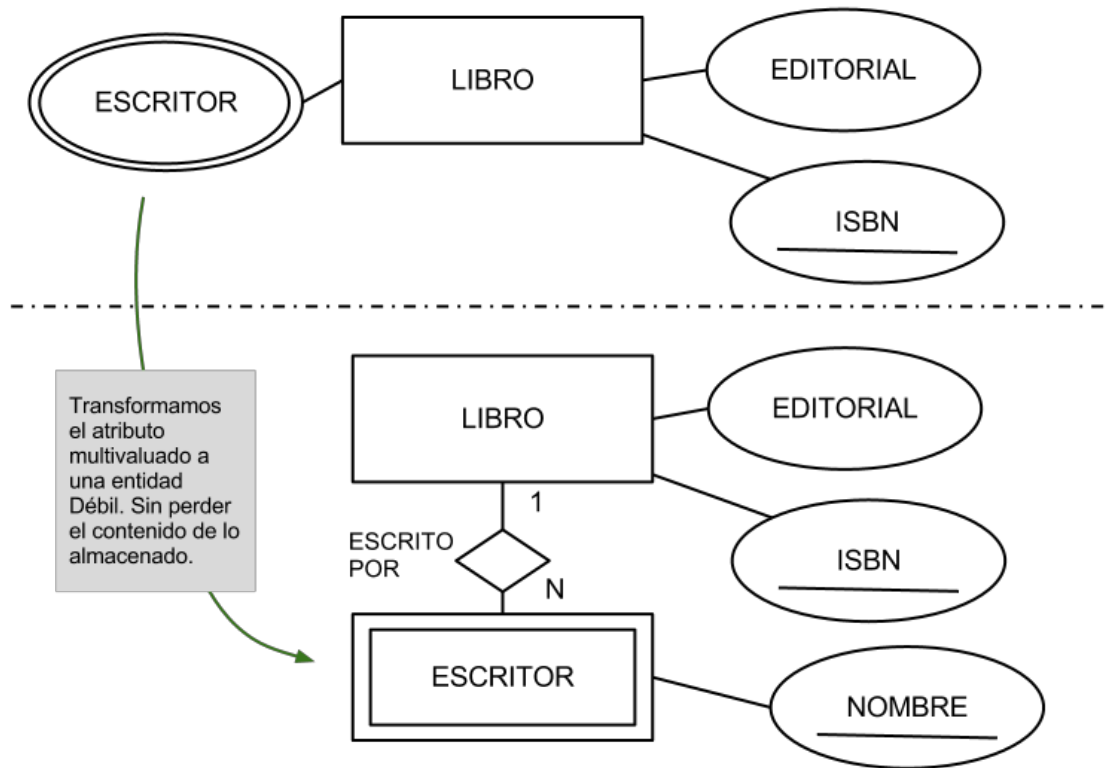 ESCRITOR
LIBRO
EDITORIAL
ISBN
Transformamos
el atributo
multivaluado a
una entidad
Débil. Sin perder
el contenido de lo
almacenado.
LIBRO
EDITORIAL
1
ESCRITO
POR
N
ISBN
ESCRITOR
NOMBRE